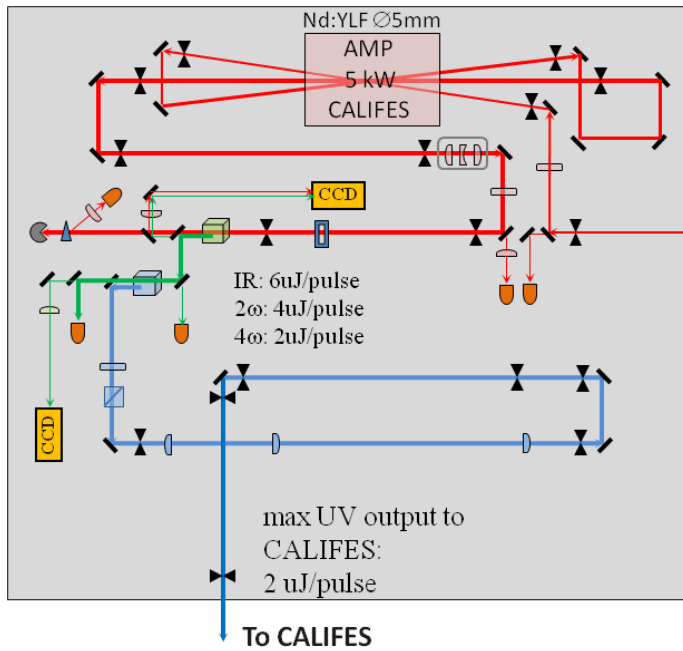 Nd:YLF ∅5mm
AMP
5 kW
CALIFES
CCD
IR: 6uJ/pulse
2ω: 4uJ/pulse
4ω: 2uJ/pulse
CCD
max UV output to
CALIFES:
2 uJ/pulse
To CALIFES